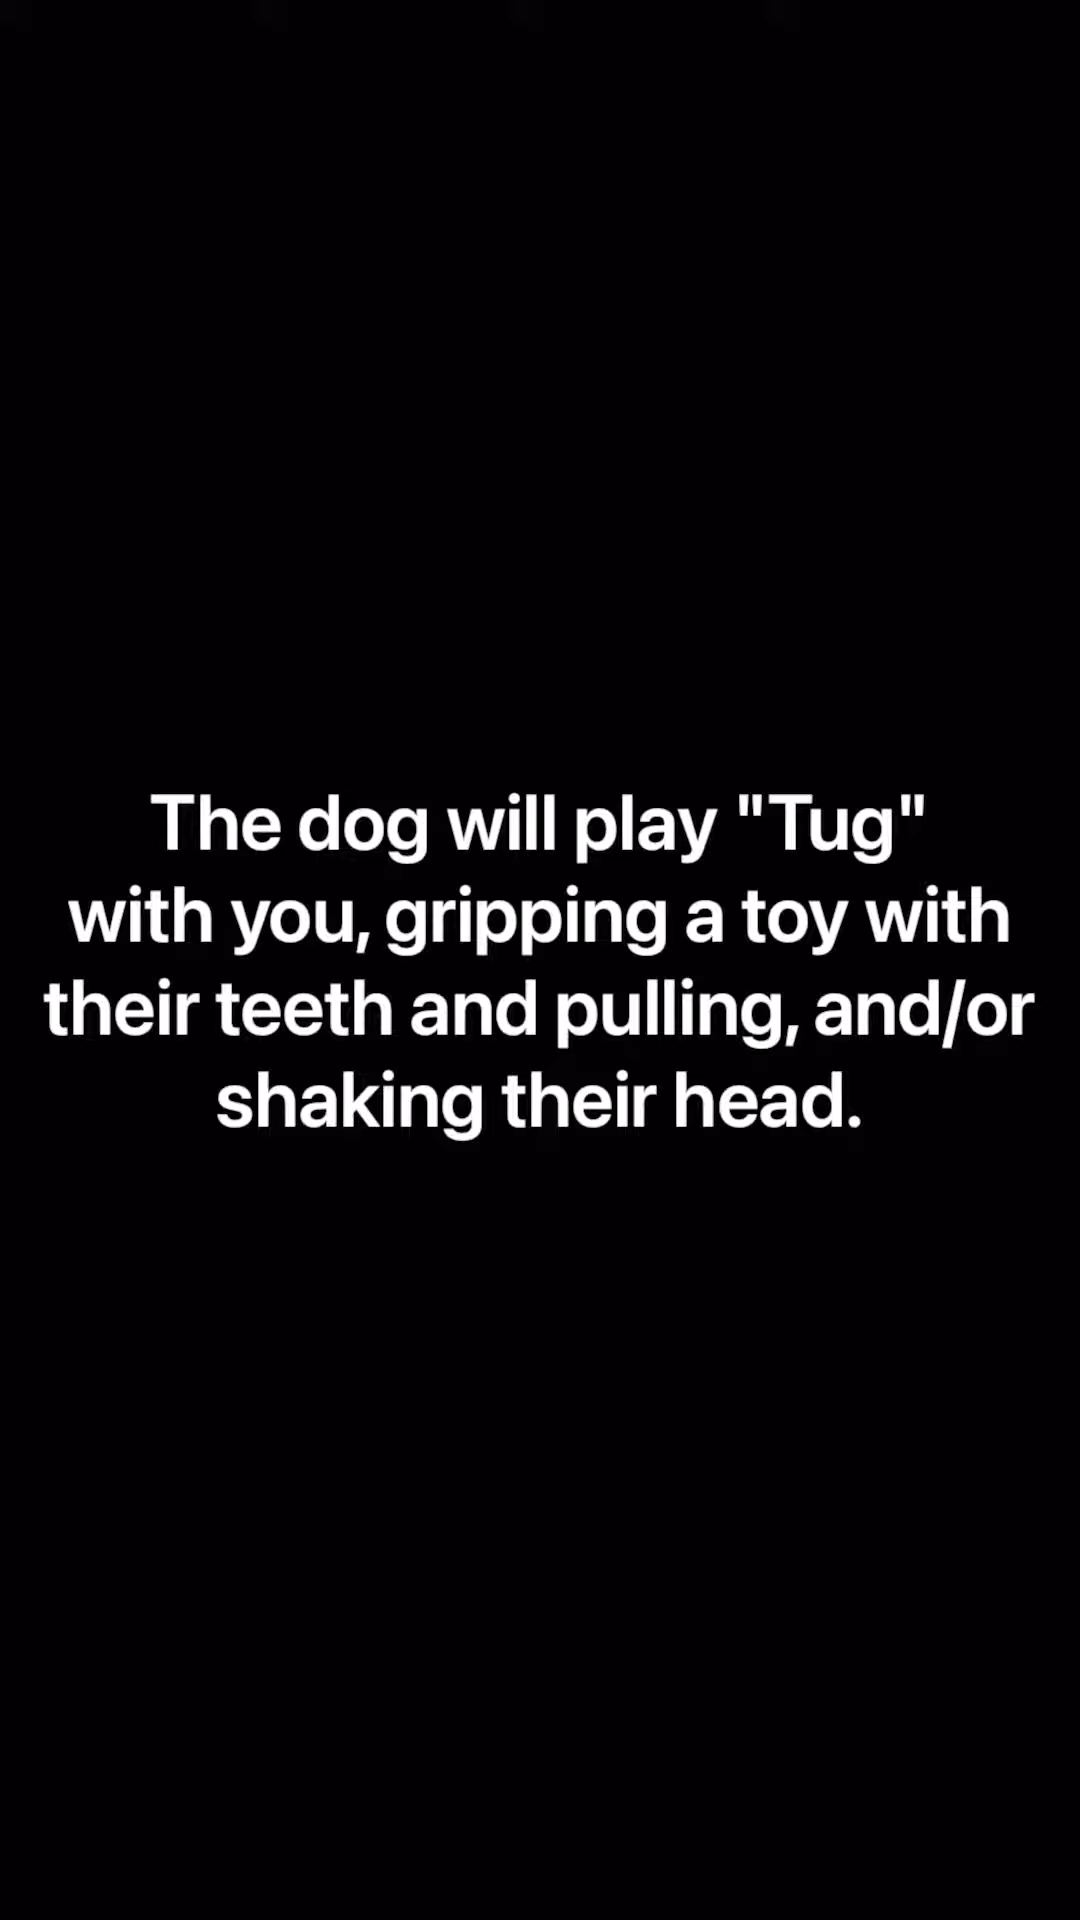 The dog will play "Tug"
with you, gripping a toy with
their teeth and pulling, and/or
shaking their head.